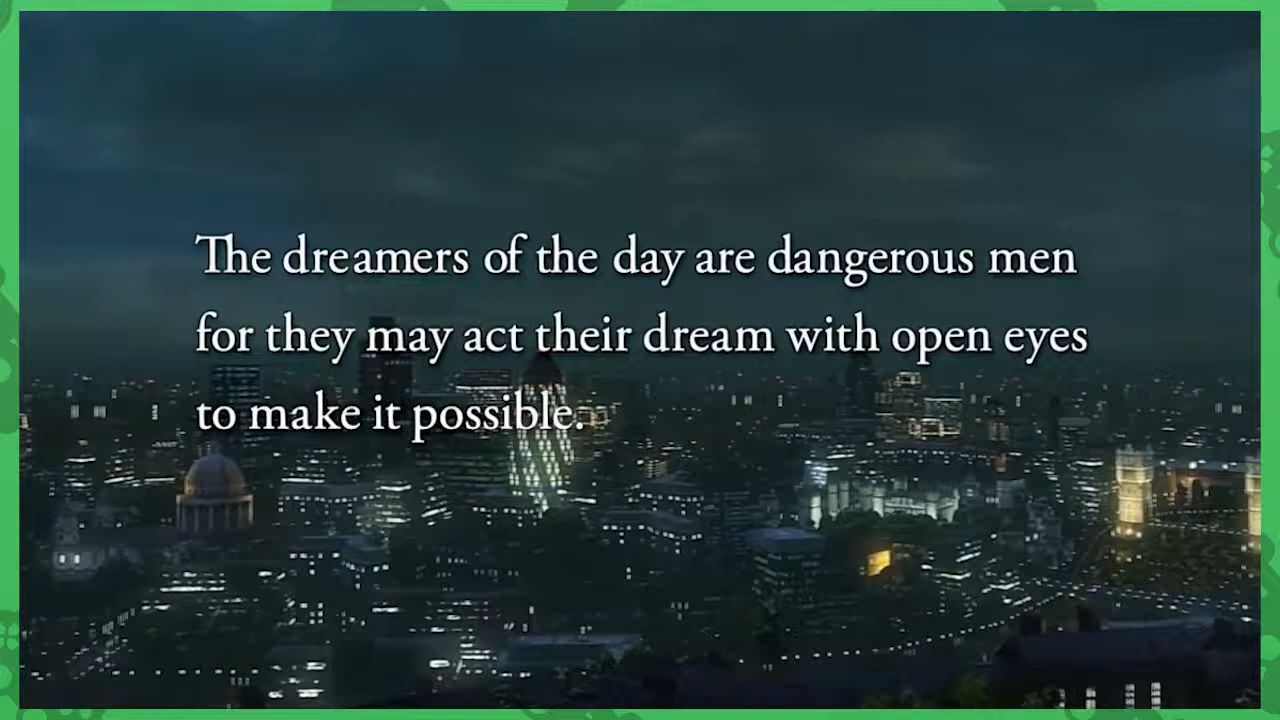 The dreamers of the day are dangerous men
for they may act their dream with open eyes
to make it possible.